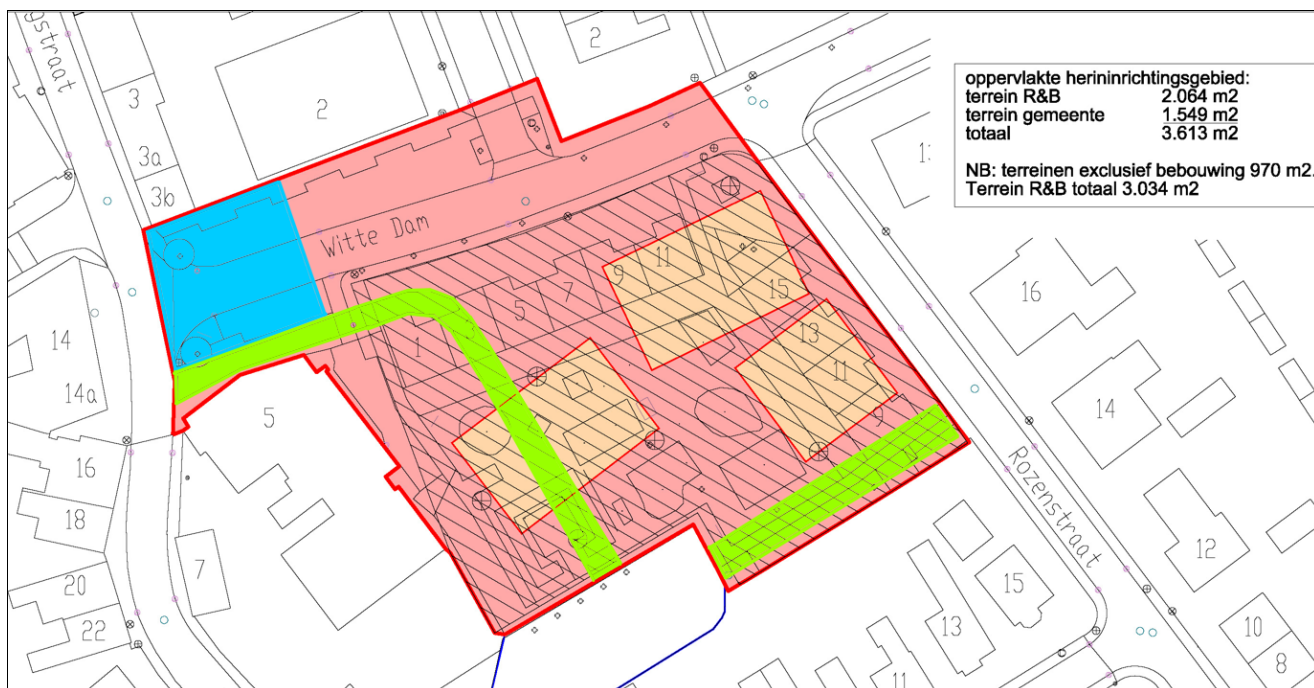 gstraat
3
3a
3b
2
2
oppervlakte herininrichtingsgebied:
terrein R&B 2.064 m2
terrein gemeente 1.549 m2
totaal 3.613 m2
NB: terreinen exclusief bebouwing 970 m2.
Terrein R&B totaal 3.034 m2
Witte Dam
1
5
7
9
11
15
13
11
9
16
14
12
10
8
Rozenstraat
15
13
11
14
14a
5
16
18
20
22
7